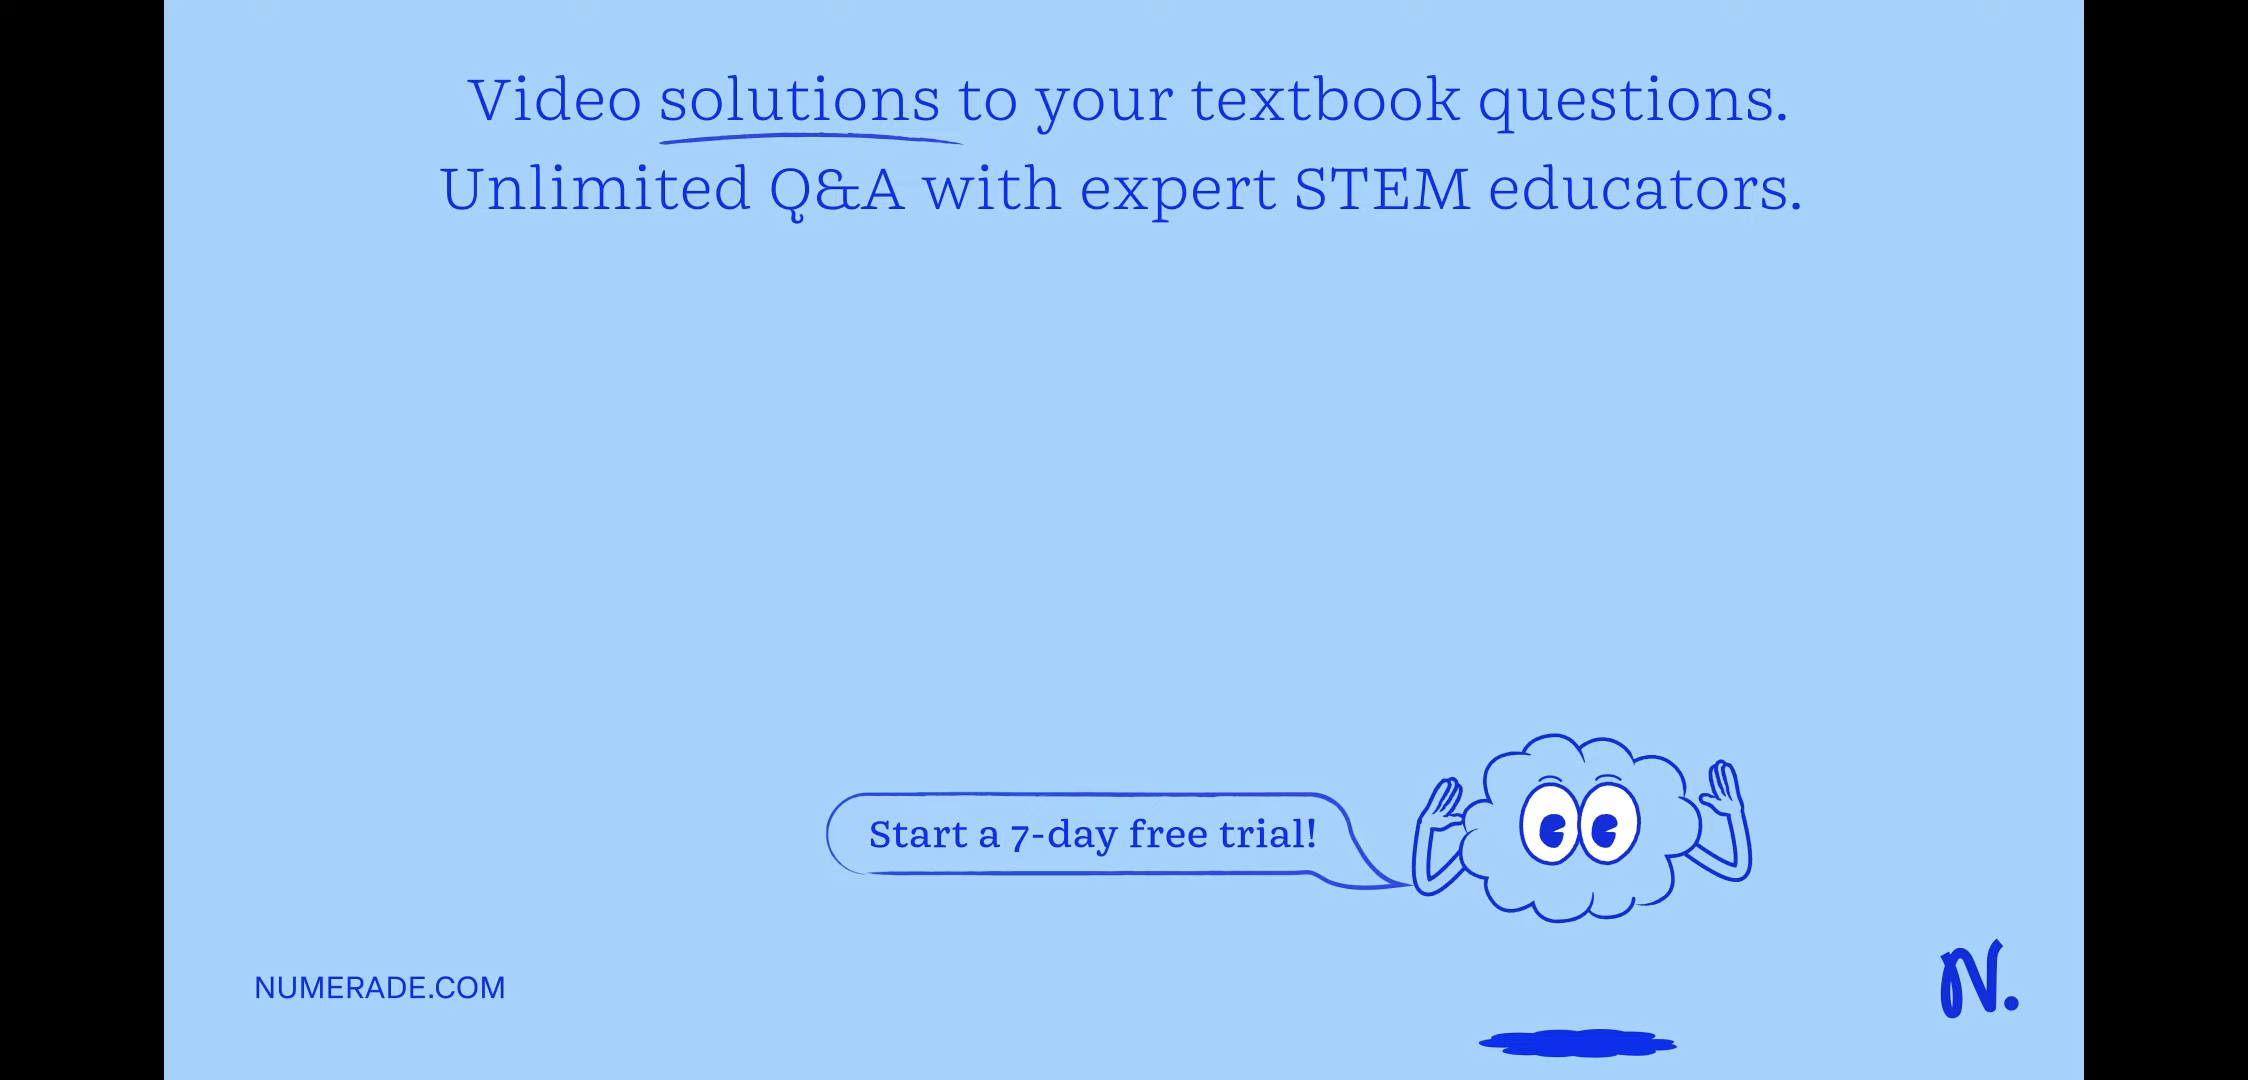 Video solutions to your textbook questions.
Unlimited Q&A with expert STEM educators.
Start a 7-day free trial!
NUMERADE.COM
N.